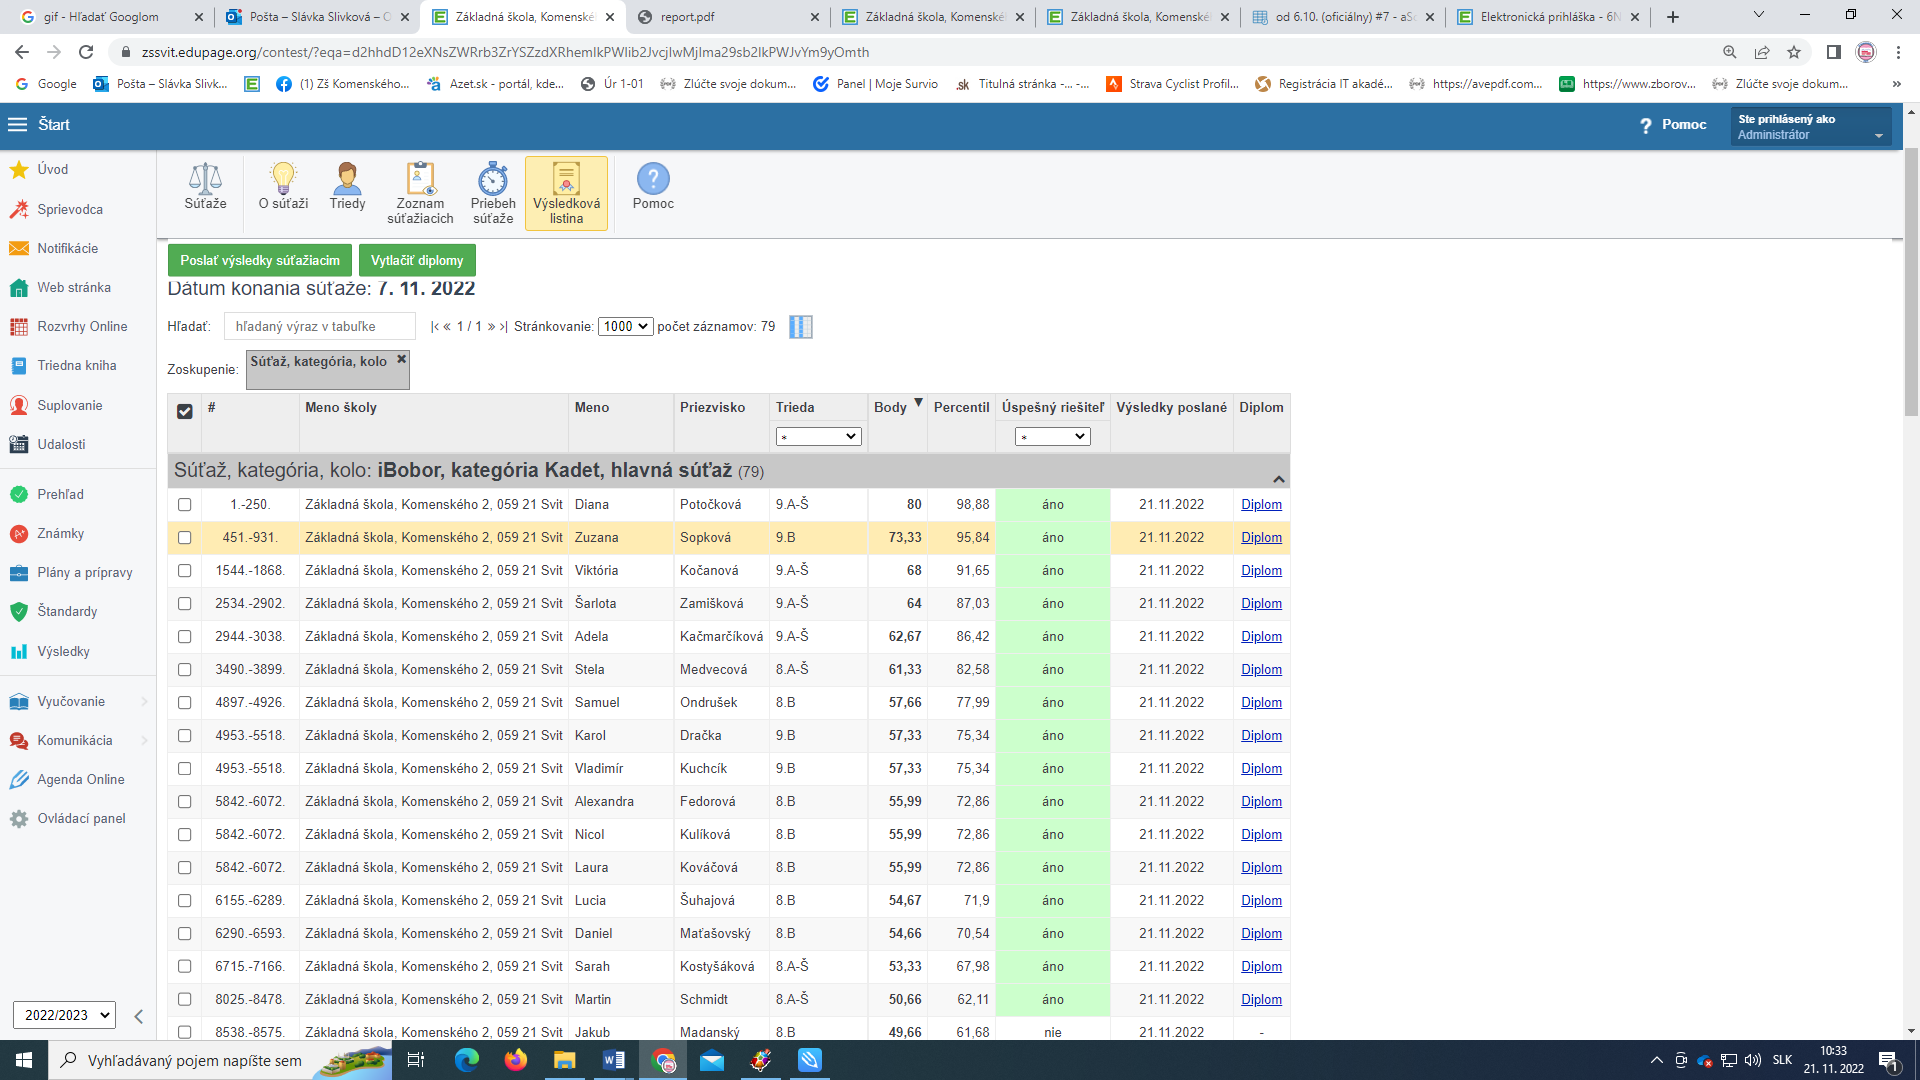 gif - Hľadať Googlom
Pošta – Slávka Slivková – O
Základná škola, Komenské
report.pdf
Základná škola, Komenské
Základná škola, Komenské
od 6.10. (oficiálny) #7 - aSc
Elektronická prihláška - 6N
zssvit.edupage.org/contest/?eqa=
Google
Pošta – Slávka Slivk...
(1) Zš Komenského...
Azet.sk - portál, kde...
Úr 1-01
Zlúčte svoje dokum...
Panel | Moje Survio
Titulná stránka -... -...
Strava Cyclist Profil...
Registrácia IT akadé...
https://avepdf.com...
https://www.zborov...
Zlúčte svoje dokum...
»
Štart
? Pomoc
Ste prihlásený ako
Administrátor
Úvod
Sprievodca
Notifikácie
Web stránka
Rozvrhy Online
Triedna kniha
Suplovanie
Udalosti
Prehľad
Známky
Plány a prípravy
Štandardy
Výsledky
Vyučovanie
Komunikácia
Agenda Online
Ovládací panel
2022/2023
Súťaže
O súťaži
Triedy
Zoznam súťažiacich
Priebeh súťaže
Výsledková listina
Pomoc
Poslať výsledky súťažiacim
Vytlačiť diplomy
Dátum konania súťaže: 7. 11. 2022
Hľadať: hľadaný výraz v tabuľke |< « 1 / 1 » >| Stránkovanie: 1000 počet záznamov: 79
Zoskupenie: Súťaž, kategória, kolo ×
# Meno školy Meno Priezvisko Trieda Body ▼ Percentil Úspešný riešiteľ Výsledky poslané Diplom
* *
Súťaž, kategória, kolo: iBobor, kategória Kadet, hlavná súťaž (79)
1.-250. Základná škola, Komenského 2, 059 21 Svit Diana Potočková 9.A-Š 80 98,88 áno 21.11.2022 Diplom
451.-931. Základná škola, Komenského 2, 059 21 Svit Zuzana Sopková 9.B 73,33 95,84 áno 21.11.2022 Diplom
1544.-1868. Základná škola, Komenského 2, 059 21 Svit Viktória Kočanová 9.A-Š 68 91,65 áno 21.11.2022 Diplom
2534.-2902. Základná škola, Komenského 2, 059 21 Svit Šarlota Zamišková 9.A-Š 64 87,03 áno 21.11.2022 Diplom
2944.-3038. Základná škola, Komenského 2, 059 21 Svit Adela Kačmarčíková 9.A-Š 62,67 86,42 áno 21.11.2022 Diplom
3490.-3899. Základná škola, Komenského 2, 059 21 Svit Stela Medvecová 8.A-Š 61,33 82,58 áno 21.11.2022 Diplom
4897.-4926. Základná škola, Komenského 2, 059 21 Svit Samuel Ondrušek 8.B 57,66 77,99 áno 21.11.2022 Diplom
4953.-5518. Základná škola, Komenského 2, 059 21 Svit Karol Dračka 9.B 57,33 75,34 áno 21.11.2022 Diplom
4953.-5518. Základná škola, Komenského 2, 059 21 Svit Vladimír Kuchcík 9.B 57,33 75,34 áno 21.11.2022 Diplom
5842.-6072. Základná škola, Komenského 2, 059 21 Svit Alexandra Fedorová 8.B 55,99 72,86 áno 21.11.2022 Diplom
5842.-6072. Základná škola, Komenského 2, 059 21 Svit Nicol Kulíková 8.B 55,99 72,86 áno 21.11.2022 Diplom
5842.-6072. Základná škola, Komenského 2, 059 21 Svit Laura Kováčová 8.B 55,99 72,86 áno 21.11.2022 Diplom
6155.-6289. Základná škola, Komenského 2, 059 21 Svit Lucia Šuhajová 8.B 54,67 71,9 áno 21.11.2022 Diplom
6290.-6593. Základná škola, Komenského 2, 059 21 Svit Daniel Maťašovský 8.B 54,66 70,54 áno 21.11.2022 Diplom
6715.-7166. Základná škola, Komenského 2, 059 21 Svit Sarah Kostyšáková 8.A-Š 53,33 67,98 áno 21.11.2022 Diplom
8025.-8478. Základná škola, Komenského 2, 059 21 Svit Martin Schmidt 8.A-Š 50,66 62,11 áno 21.11.2022 Diplom
8538.-8575. Základná škola, Komenského 2, 059 21 Svit Jakub Madanský 8.B 49,66 61,68 nie 21.11.2022 -
Vyhľadávaný pojem napíšte sem
SLK
10:33
21. 11. 2022
1